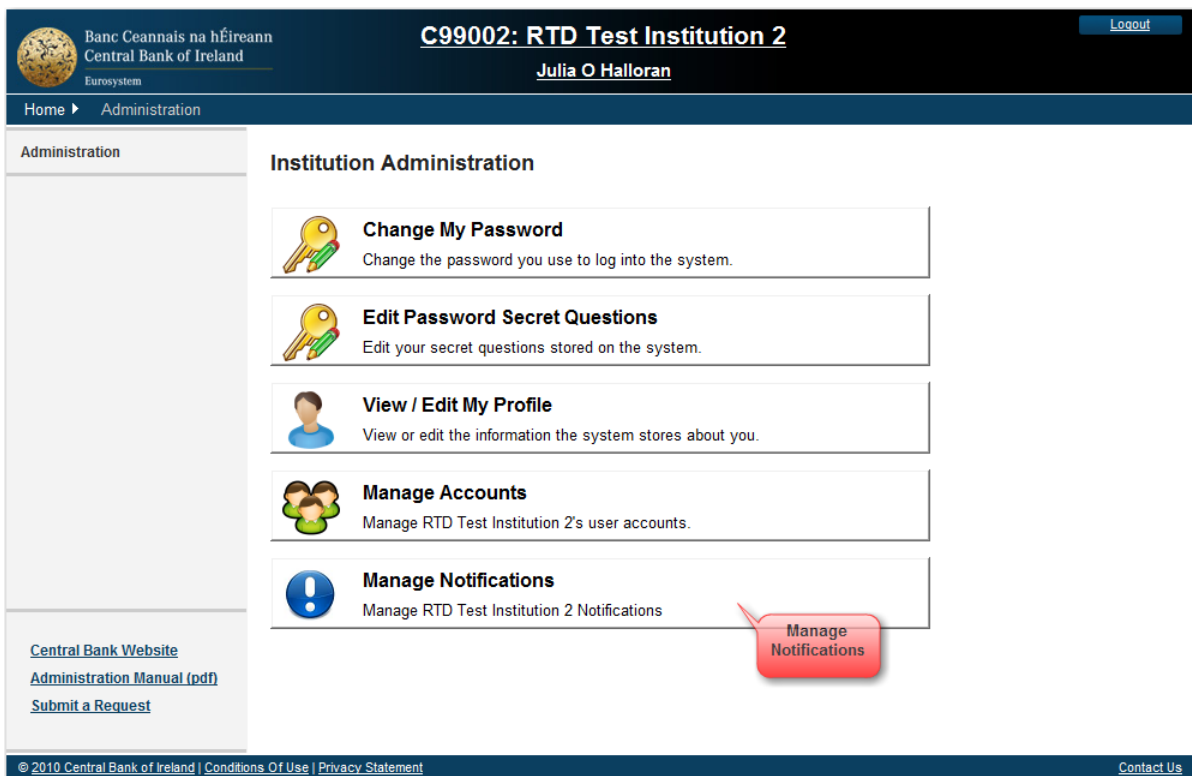 Banc Ceannais na hÉireann
Central Bank of Ireland
Eurosystem
C99002: RTD Test Institution 2
Julia O Halloran
Logout
Home Administration
Administration
Institution Administration
Change My Password
Change the password you use to log into the system.
Edit Password Secret Questions
Edit your secret questions stored on the system.
View / Edit My Profile
View or edit the information the system stores about you.
Manage Accounts
Manage RTD Test Institution 2's user accounts.
Manage Notifications
Manage RTD Test Institution 2 Notifications
Manage
Notifications
Central Bank Website
Administration Manual (pdf)
Submit a Request
© 2010 Central Bank of Ireland | Conditions Of Use | Privacy Statement
Contact Us